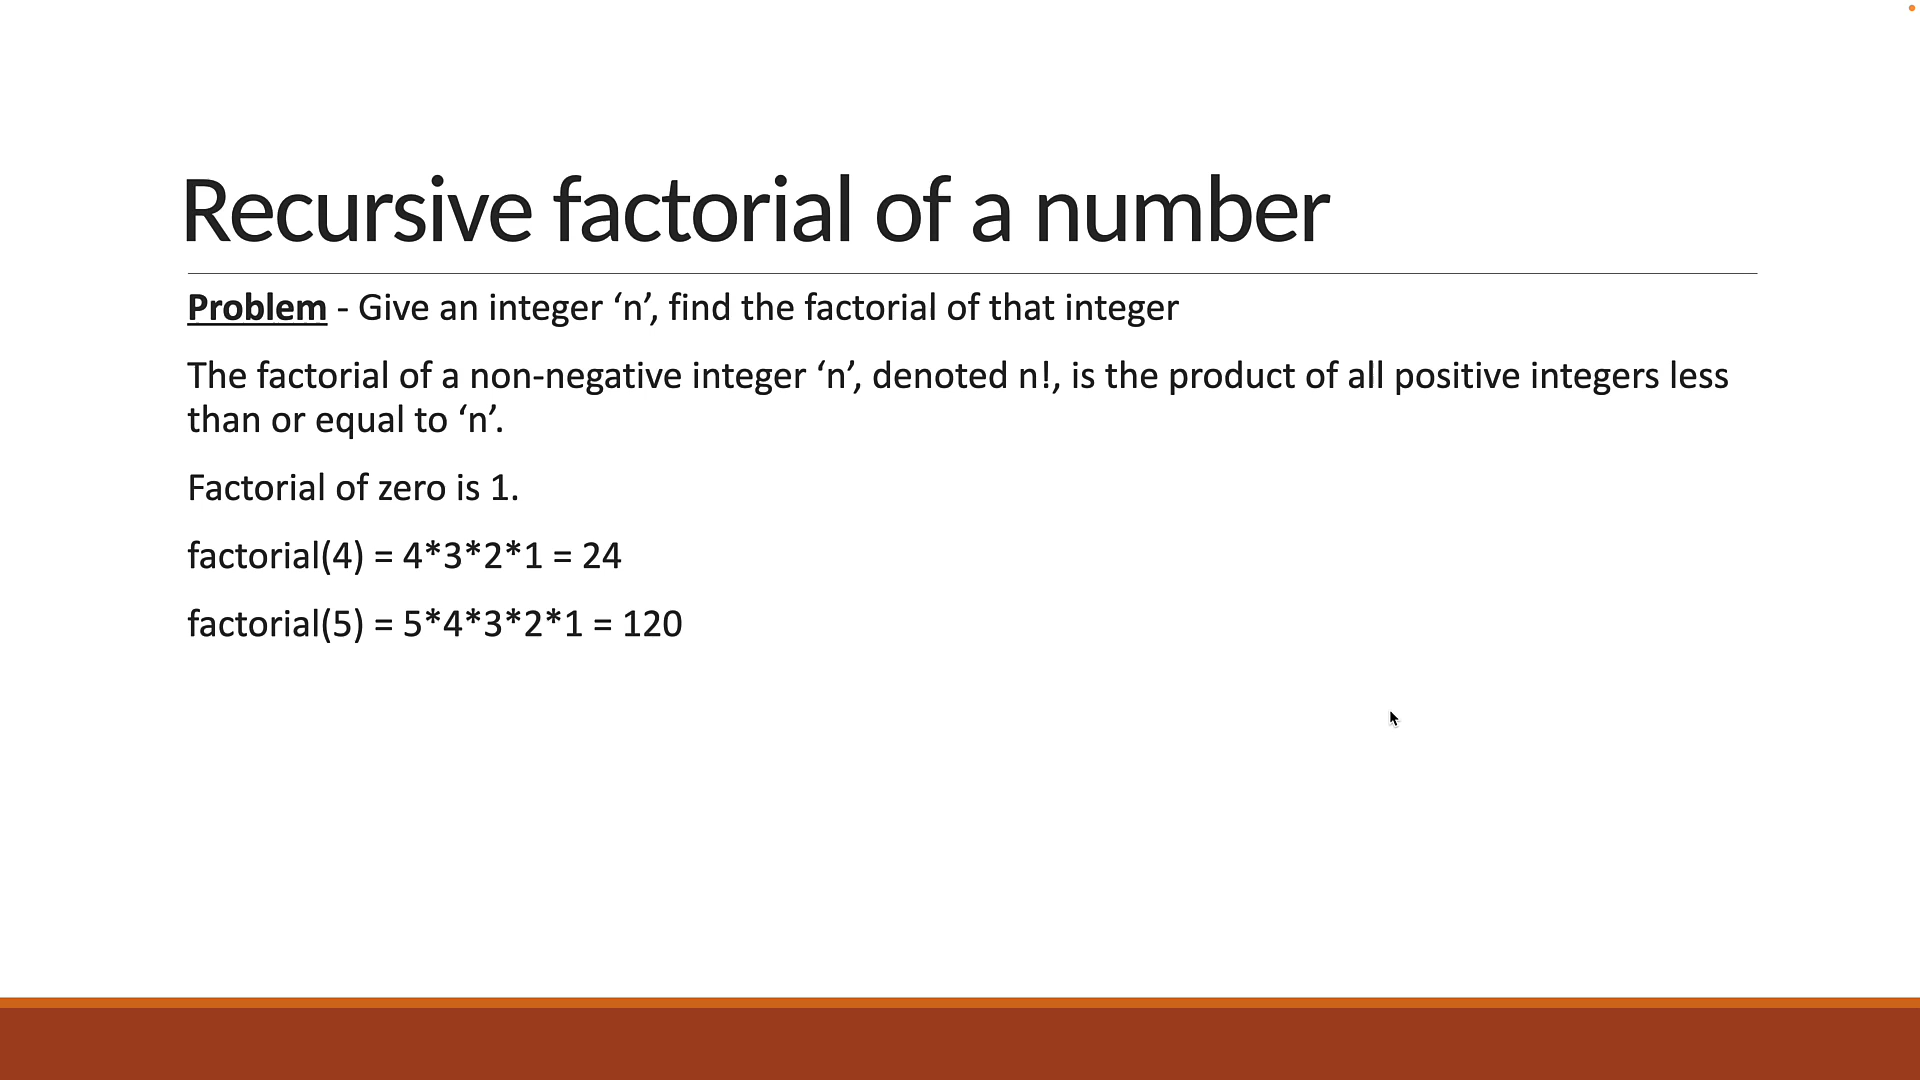 Recursive factorial of a number
Problem - Give an integer ‘n’, find the factorial of that integer
The factorial of a non-negative integer ‘n’, denoted n!, is the product of all positive integers less
than or equal to ‘n’.
Factorial of zero is 1.
factorial(4) = 4*3*2*1 = 24
factorial(5) = 5*4*3*2*1 = 120